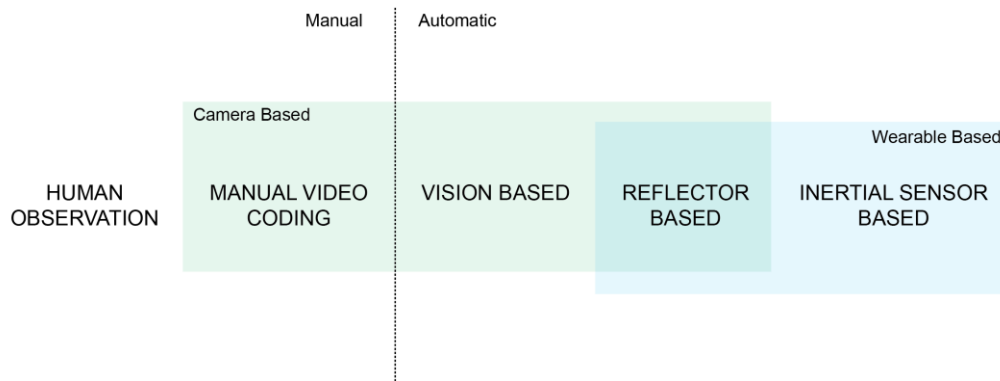 Manual
Automatic
Camera Based
Wearable Based
HUMAN
OBSERVATION
MANUAL VIDEO
CODING
VISION BASED
REFLECTOR
BASED
INERTIAL SENSOR
BASED